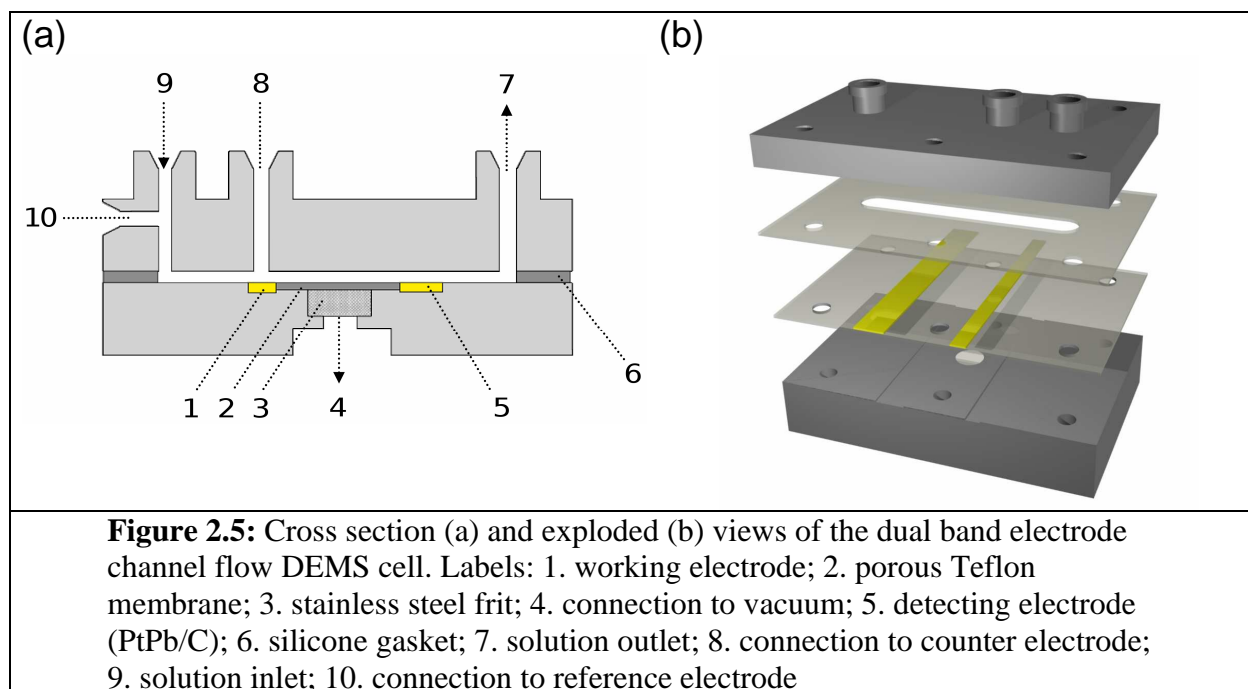 (a)
(b)
9
8
7
10
1
2
3
4
5
6
Figure 2.5: Cross section (a) and exploded (b) views of the dual band electrode
channel flow DEMS cell. Labels: 1. working electrode; 2. porous Teflon
membrane; 3. stainless steel frit; 4. connection to vacuum; 5. detecting electrode
(PtPb/C); 6. silicone gasket; 7. solution outlet; 8. connection to counter electrode;
9. solution inlet; 10. connection to reference electrode